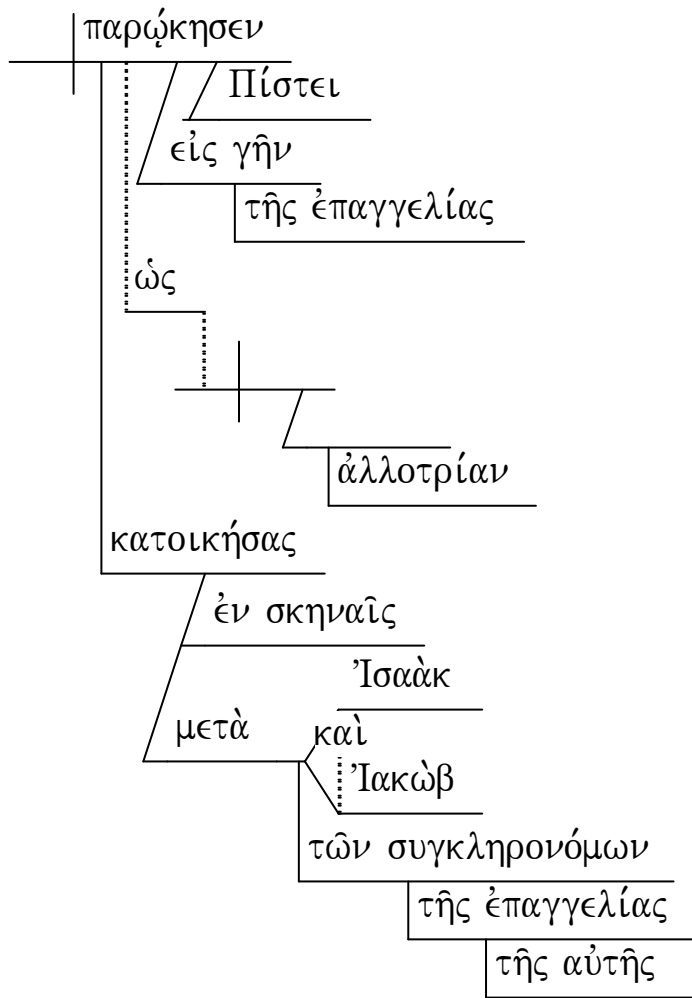 παρῴκησεν
Πίστει
εἰς γῆν
τῆς ἐπαγγελίας
ὡς
ἀλλοτρίαν
κατοικήσας
ἐν σκηναῖς
Ἰσαὰκ
μετὰ καὶ
Ἰακὼβ
τῶν συγκληρονόμων
τῆς ἐπαγγελίας
τῆς αὐτῆς